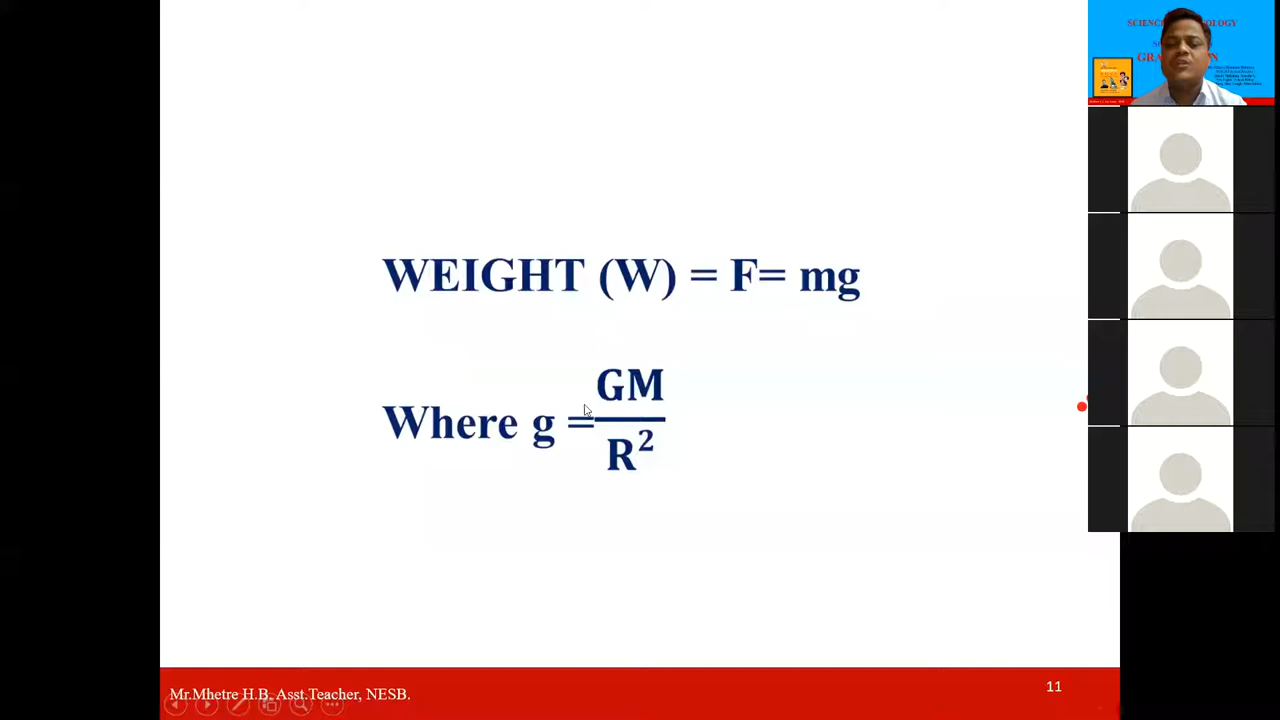 WEIGHT (W) = F= mg
Where g = GM/R²
Mr.Mhetre H.B. Asst.Teacher, NESB.
11